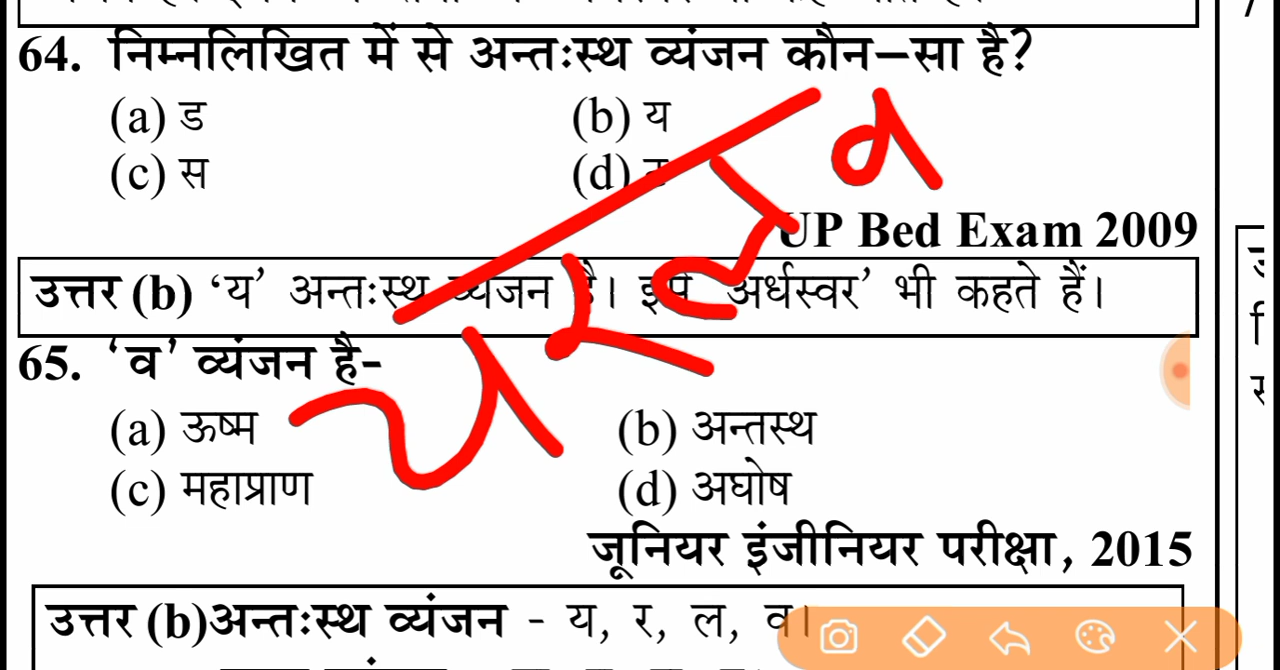 64. निम्नलिखित में से अन्तःस्थ व्यंजन कौन–सा है?
(a) ड (b) य
(c) स (d)
UP Bed Exam 2009
उत्तर (b) ‘य’ अन्तःस्थ व्यंजन है। इसे ‘अर्धस्वर’ भी कहते हैं।
य र ल व
65. ‘व’ व्यंजन है-
(a) ऊष्म (b) अन्तस्थ
(c) महाप्राण (d) अघोष
जूनियर इंजीनियर परीक्षा, 2015
उत्तर (b)अन्तःस्थ व्यंजन - य, र, ल, व।